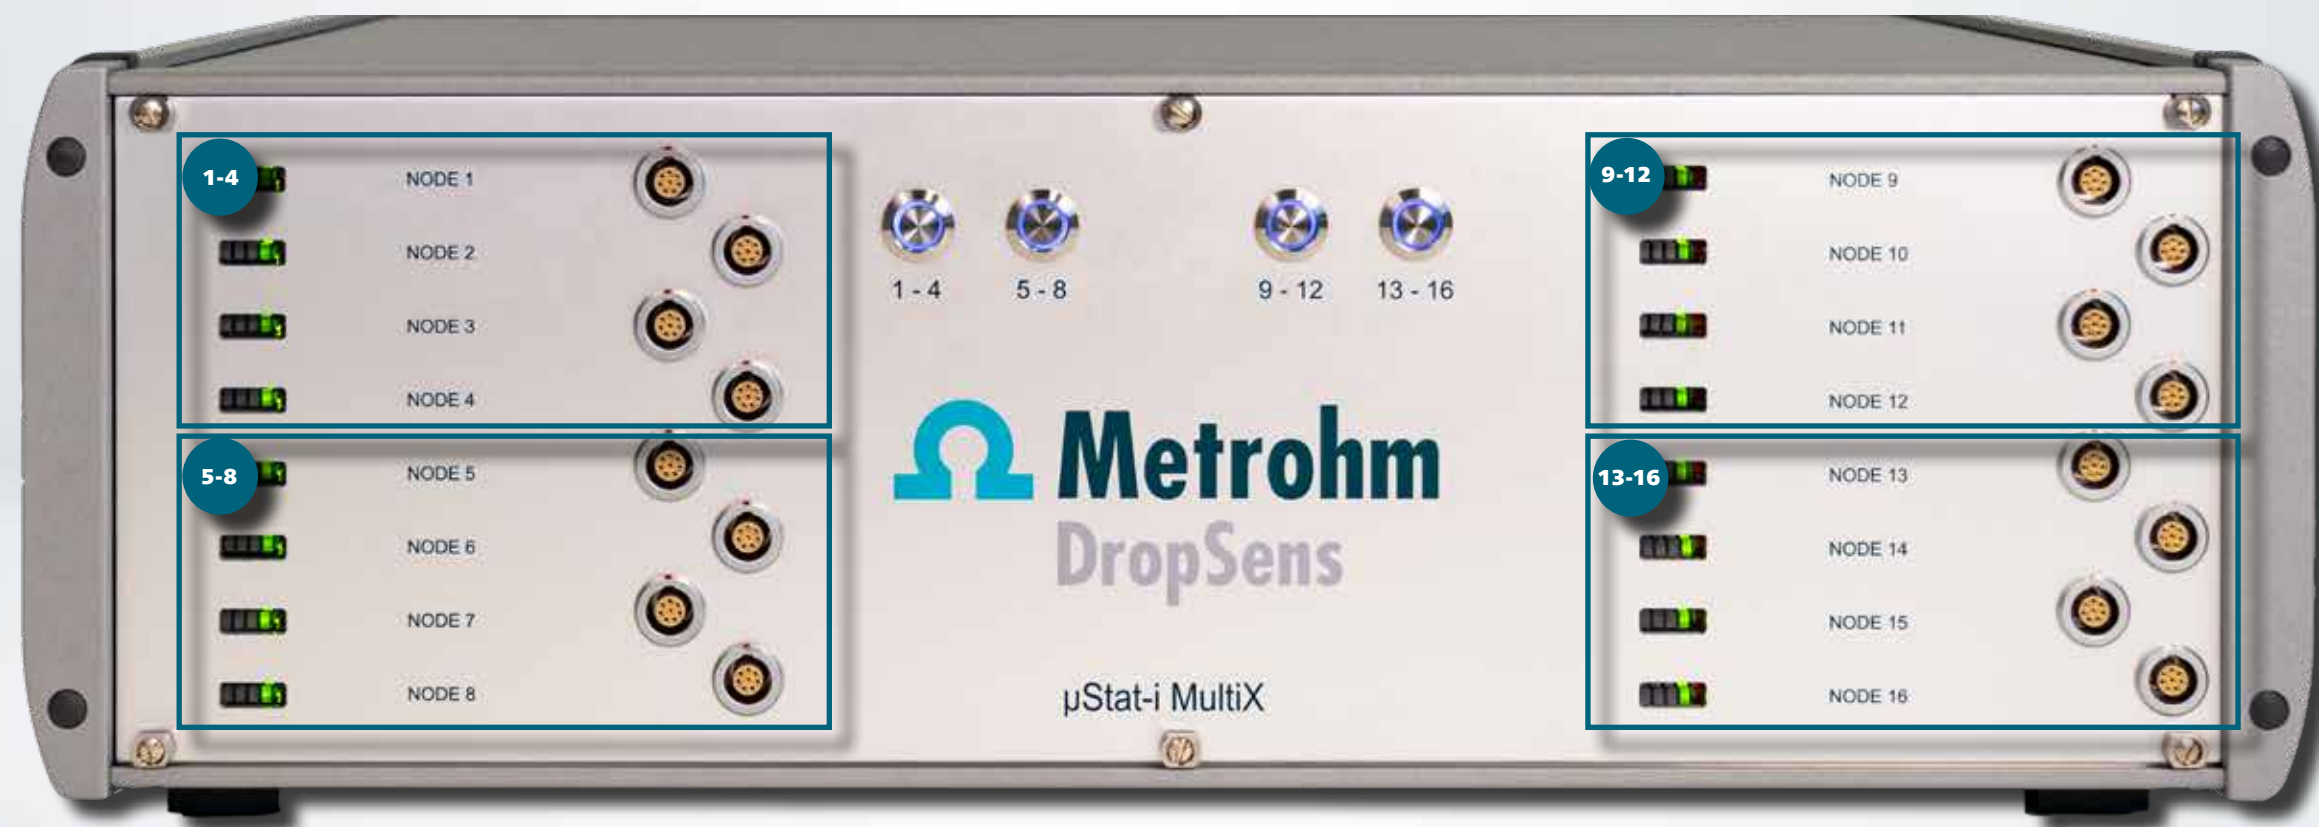 1-4
NODE 1
NODE 2
NODE 3
NODE 4
5-8
NODE 5
NODE 6
NODE 7
NODE 8
1 - 4
5 - 8
9 - 12
13 - 16
Metrohm
DropSens
µStat-i MultiX
9-12
NODE 9
NODE 10
NODE 11
NODE 12
13-16
NODE 13
NODE 14
NODE 15
NODE 16